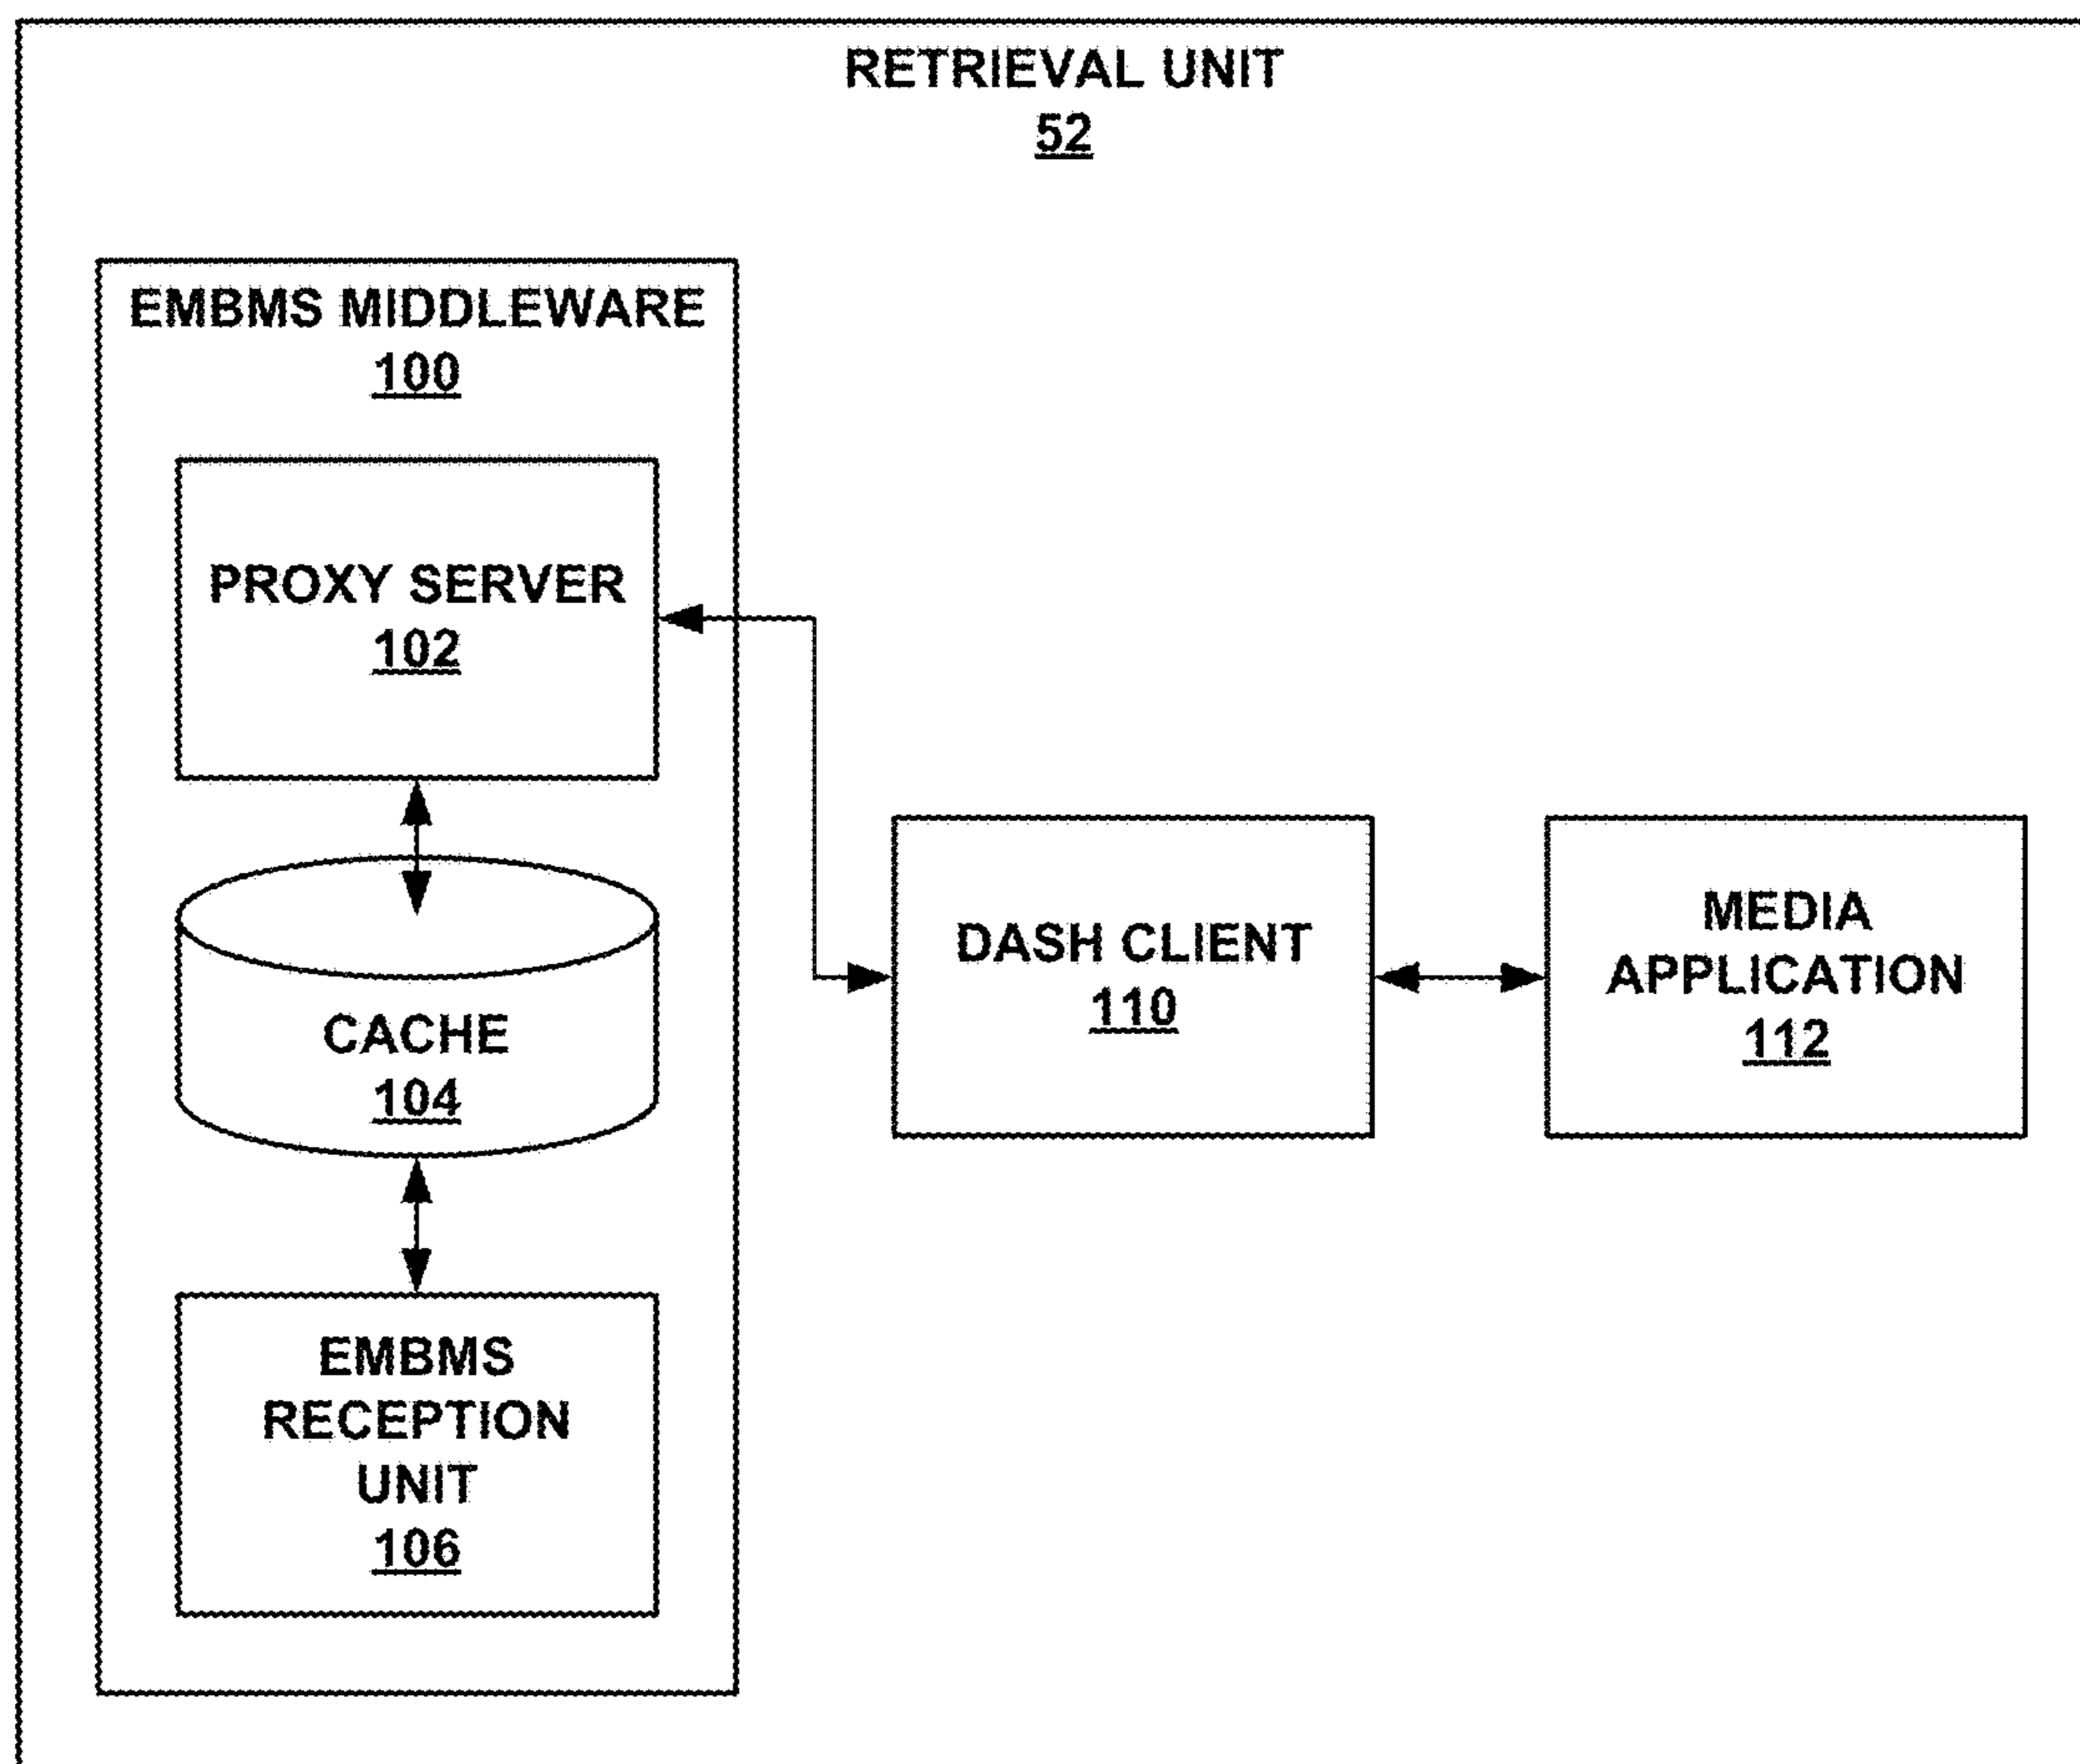 RETRIEVAL UNIT
52
EMBMS MIDDLEWARE
100
PROXY SERVER
102
CACHE
104
EMBMS
RECEPTION
UNIT
106
DASH CLIENT
110
MEDIA
APPLICATION
112